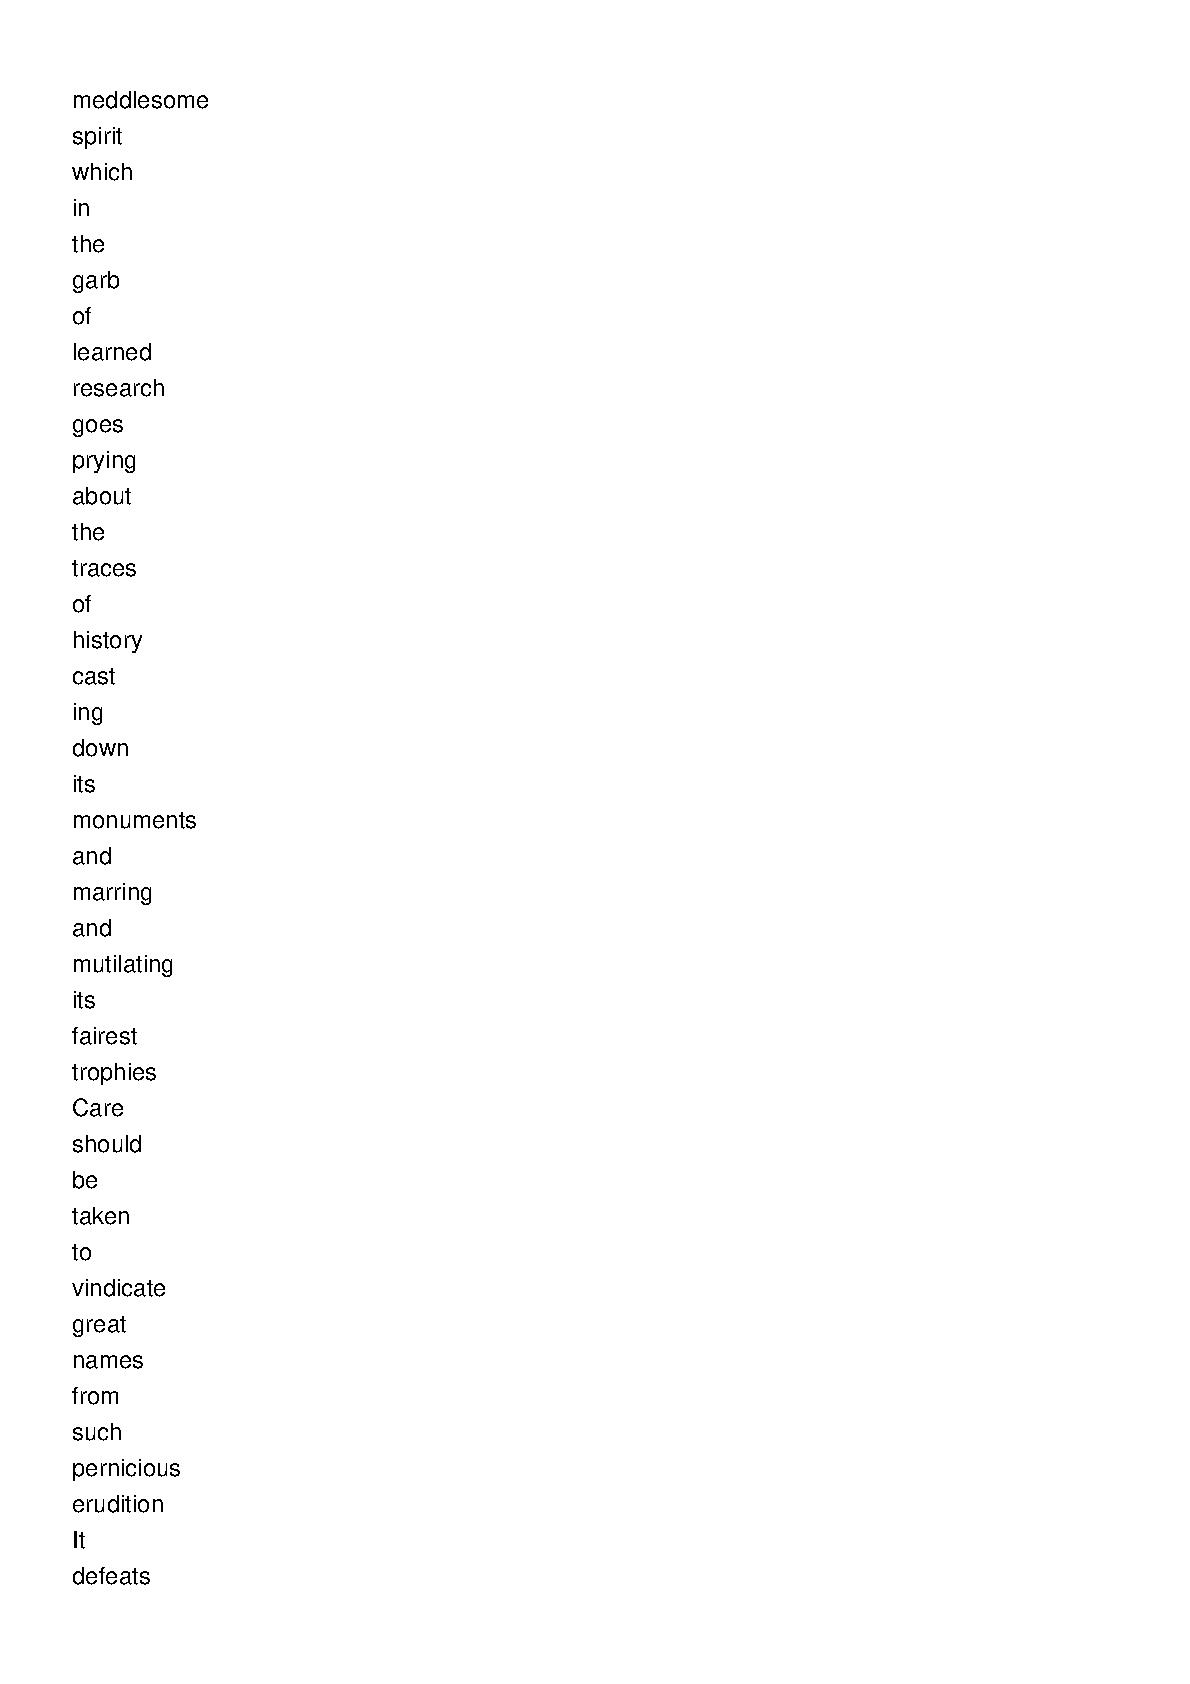 meddlesome
spirit
which
in
the
garb
of
learned
research
goes
prying
about
the
traces
of
history
cast
ing
down
its
monuments
and
marring
and
mutilating
its
fairest
trophies
Care
should
be
taken
to
vindicate
great
names
from
such
pernicious
erudition
It
defeats